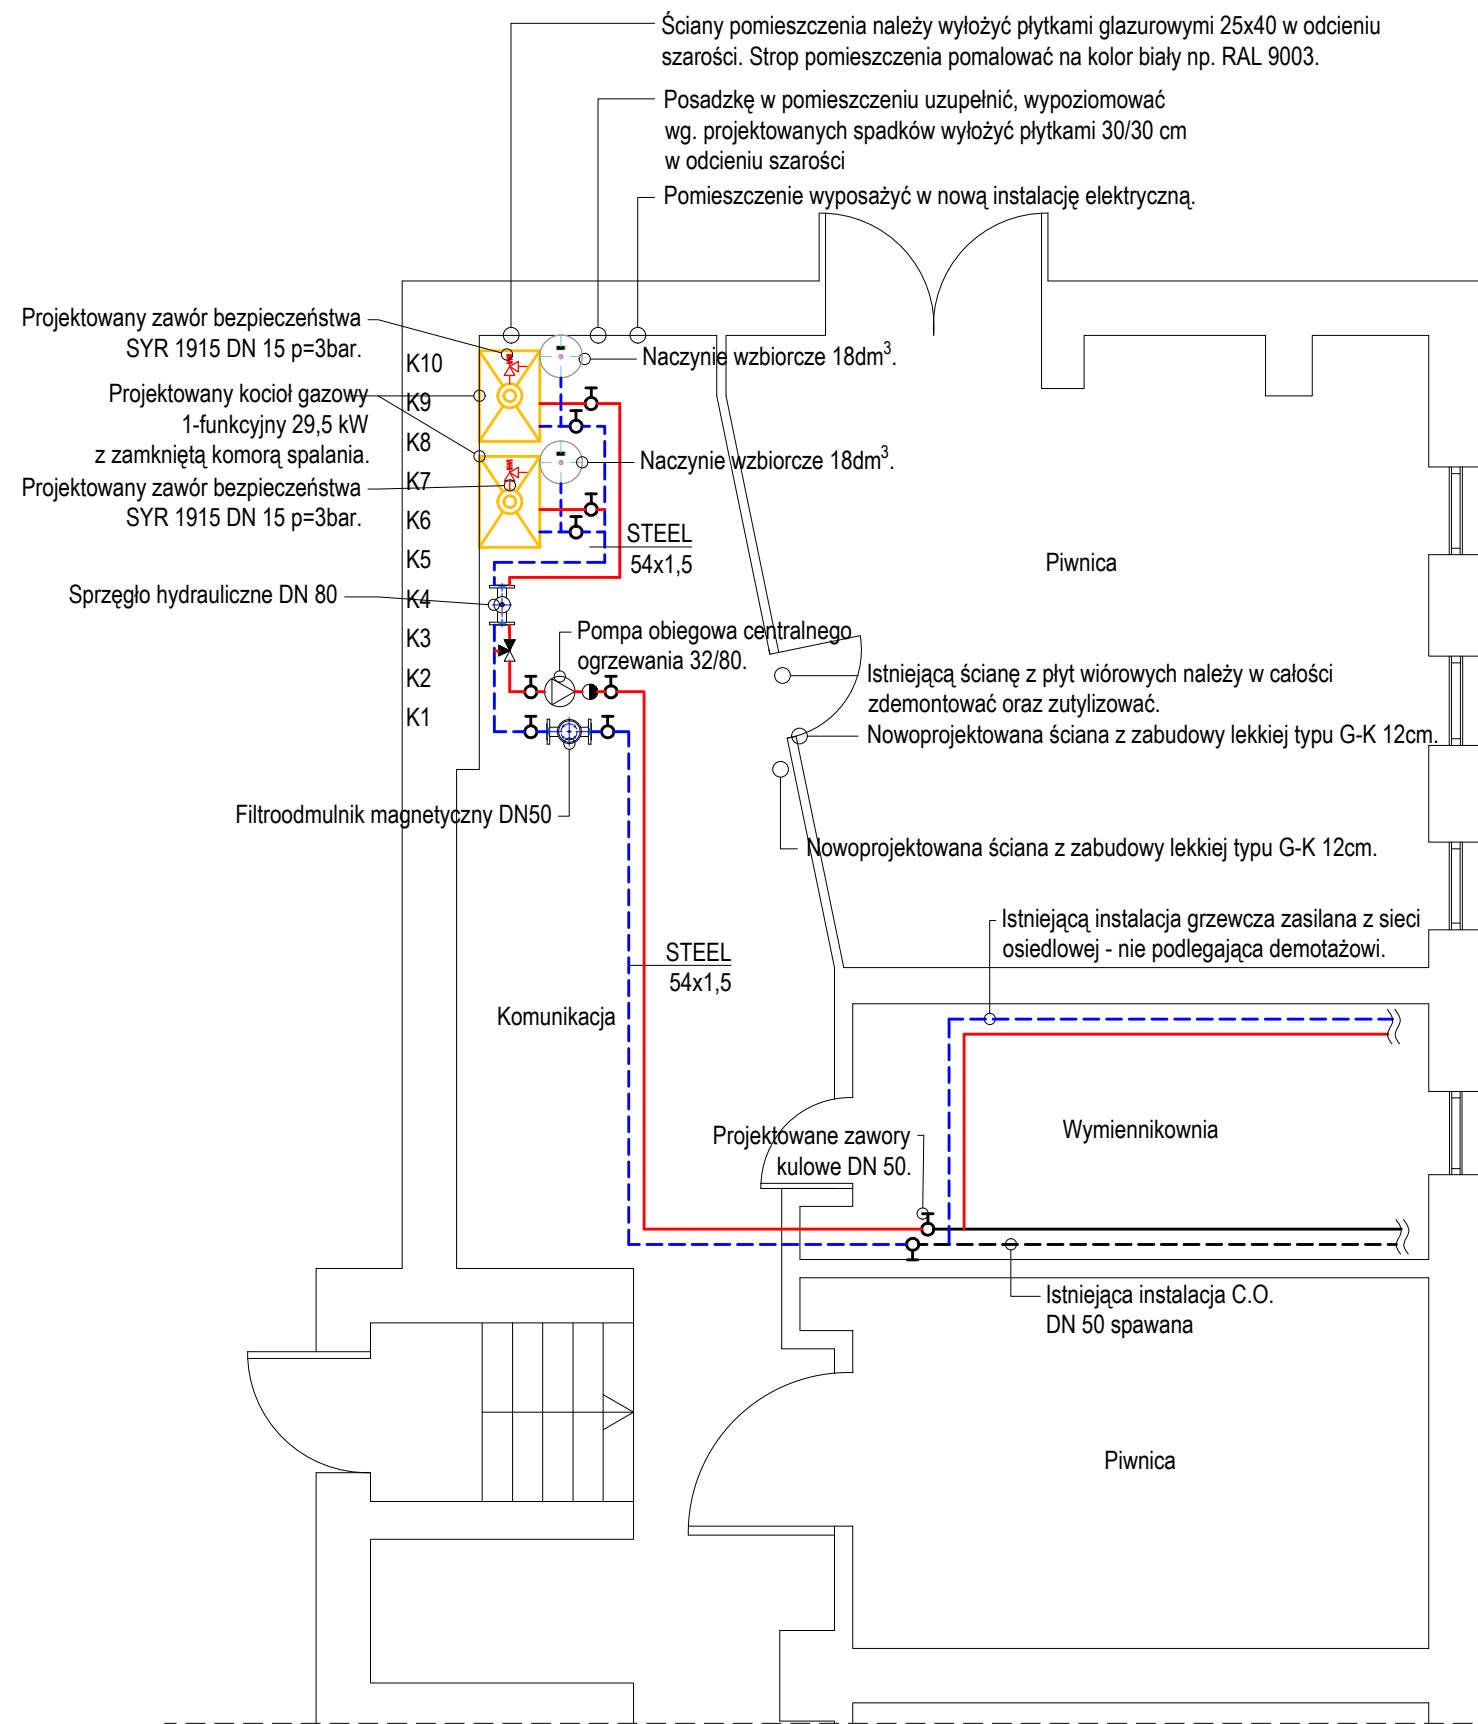 Ściany pomieszczenia należy wyłożyć płytkami glazurowymi 25x40 w odcieniu
szarości. Strop pomieszczenia pomalować na kolor biały np. RAL 9003.
Posadzkę w pomieszczeniu uzupełnić, wypoziomować
wg. projektowanych spadków wyłożyć płytkami 30/30 cm
w odcieniu szarości
Pomieszczenie wyposażyć w nową instalację elektryczną.
Projektowany zawór bezpieczeństwa
SYR 1915 DN 15 p=3bar.
Projektowany kocioł gazowy
1-funkcyjny 29,5 kW
z zamkniętą komorą spalania.
Projektowany zawór bezpieczeństwa
SYR 1915 DN 15 p=3bar.
K10
K9
K8
K7
K6
K5
K4
K3
K2
K1
Naczynie wzbiorcze 18dm³.
Naczynie wzbiorcze 18dm³.
STEEL
54x1,5
Piwnica
Sprzęgło hydrauliczne DN 80
Pompa obiegowa centralnego
ogrzewania 32/80.
Istniejącą ścianę z płyt wiórowych należy w całości
zdemontować oraz zutylizować.
Nowoprojektowana ściana z zabudowy lekkiej typu G-K 12cm.
Filtroodmulnik magnetyczny DN50
Nowoprojektowana ściana z zabudowy lekkiej typu G-K 12cm.
Istniejącą instalacja grzewcza zasilana z sieci
osiedlowej - nie podlegająca demotażowi.
STEEL
54x1,5
Komunikacja
Projektowane zawory
kulowe DN 50.
Wymiennikownia
Istniejąca instalacja C.O.
DN 50 spawana
Piwnica